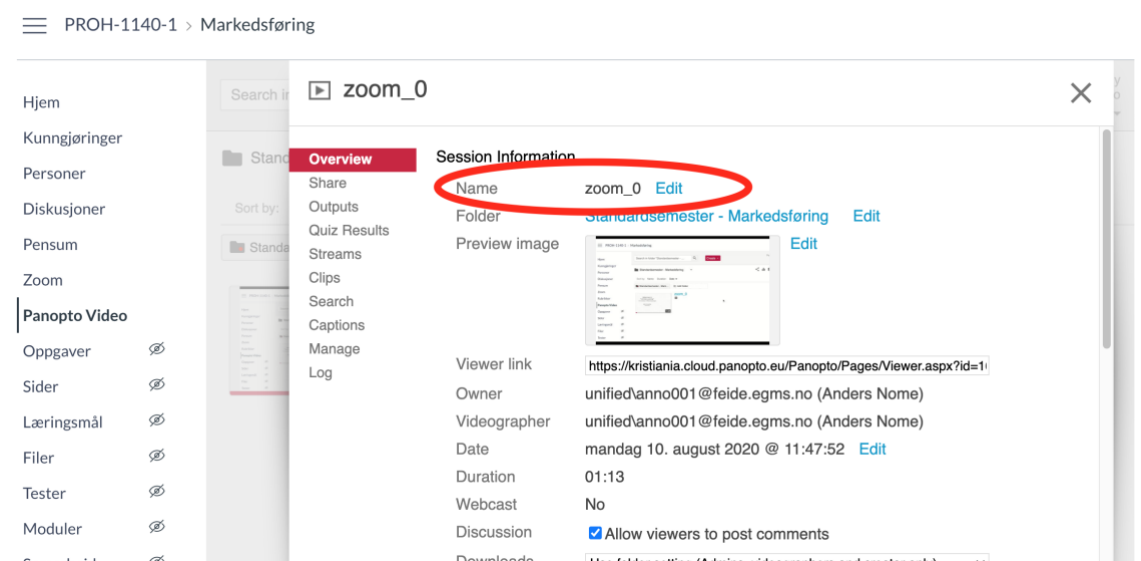 PROH-1140-1 › Markedsføring
Hjem
Kunngjøringer
Personer
Diskusjoner
Pensum
Zoom
Panopto Video
Oppgaver
Sider
Læringsmål
Filer
Tester
Moduler
Search in
Stand
Sort by:
Standa
zoom_0
Overview
Share
Outputs
Quiz Results
Streams
Clips
Search
Captions
Manage
Log
Session Information
Name zoom_0 Edit
Folder Standardsemester - Markedsføring Edit
Preview image Edit
Viewer link https://kristiania.cloud.panopto.eu/Panopto/Pages/Viewer.aspx?id=1
Owner unified\anno001@feide.egms.no (Anders Nome)
Videographer unified\anno001@feide.egms.no (Anders Nome)
Date mandag 10. august 2020 @ 11:47:52 Edit
Duration 01:13
Webcast No
Discussion Allow viewers to post comments
Downloads